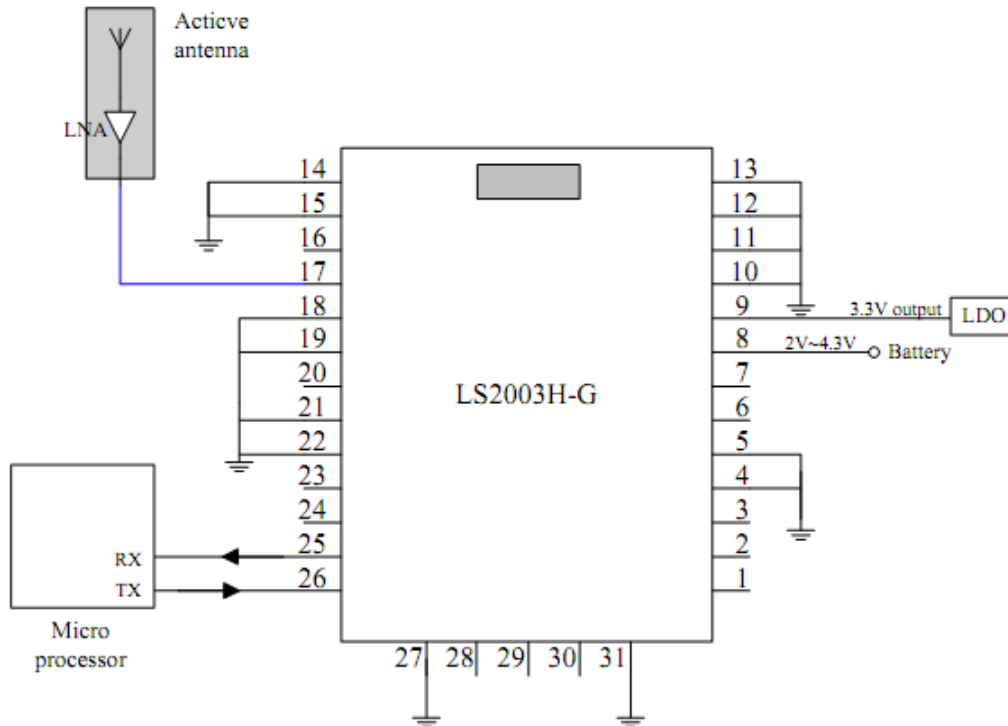 Acticve
antenna
LNA
14
15
16
17
18
19
20
21
22
23
24
25
26
13
12
11
10
9
8
7
6
5
4
3
2
1
3.3V output
LDO
2V~4.3V
Battery
LS2003H-G
RX
TX
Micro
processor
27 28 29 30 31